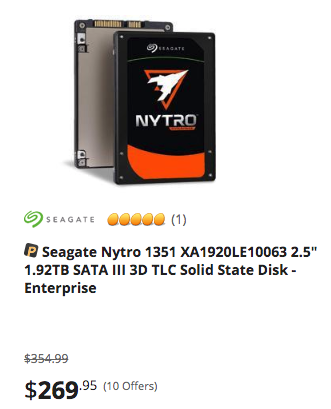 SEAGATE
NYTRO
SEAGATE (1)
P Seagate Nytro 1351 XA1920LE10063 2.5"
1.92TB SATA III 3D TLC Solid State Disk -
Enterprise
$354.99
$269.95 (10 Offers)